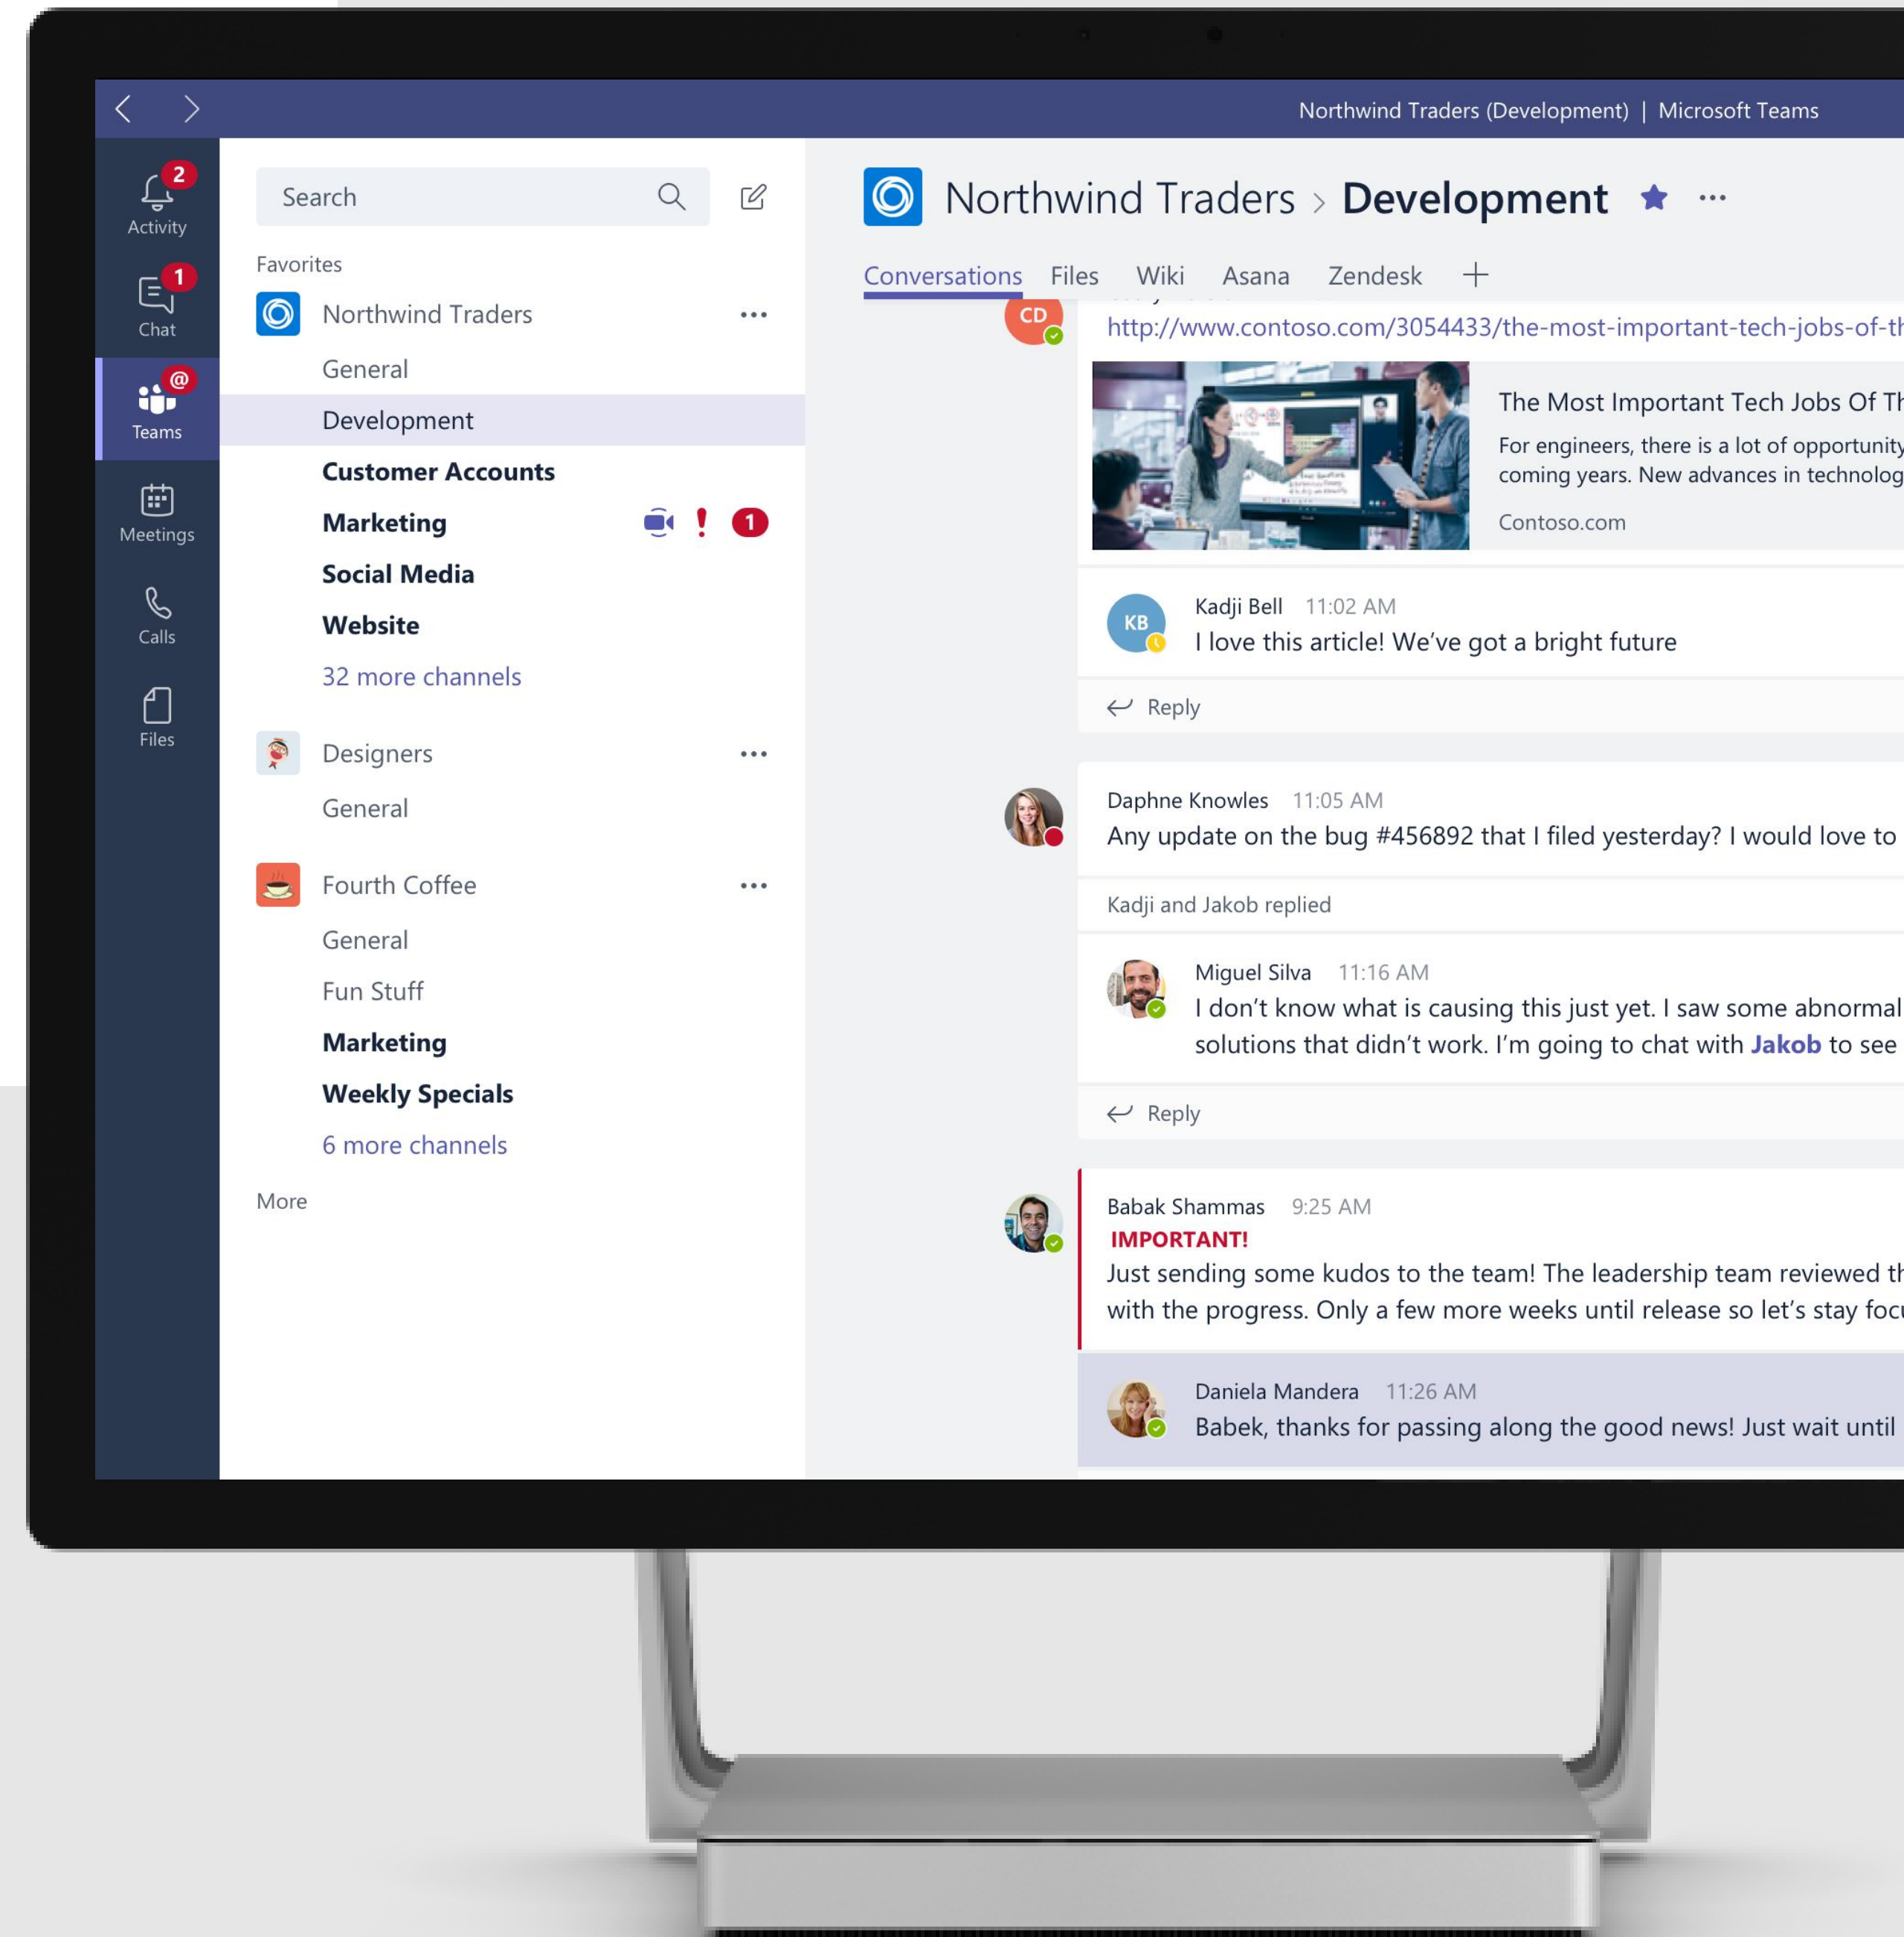 Northwind Traders (Development) | Microsoft Teams
2
Activity
1
Chat
@
Teams
Meetings
Calls
Files
Search
Favorites
Northwind Traders
General
Development
Customer Accounts
Marketing ! 1
Social Media
Website
32 more channels
Designers
General
Fourth Coffee
General
Fun Stuff
Marketing
Weekly Specials
6 more channels
More
Northwind Traders > Development
Conversations Files Wiki Asana Zendesk +
CD
http://www.contoso.com/3054433/the-most-important-tech-jobs-of-th
The Most Important Tech Jobs Of Th
For engineers, there is a lot of opportunity
coming years. New advances in technolog
Contoso.com
KB
Kadji Bell 11:02 AM
I love this article! We’ve got a bright future
Reply
Daphne Knowles 11:05 AM
Any update on the bug #456892 that I filed yesterday? I would love to
Kadji and Jakob replied
Miguel Silva 11:16 AM
I don’t know what is causing this just yet. I saw some abnormal
solutions that didn’t work. I’m going to chat with Jakob to see
Reply
Babak Shammas 9:25 AM
IMPORTANT!
Just sending some kudos to the team! The leadership team reviewed th
with the progress. Only a few more weeks until release so let’s stay focu
Daniela Mandera 11:26 AM
Babek, thanks for passing along the good news! Just wait until